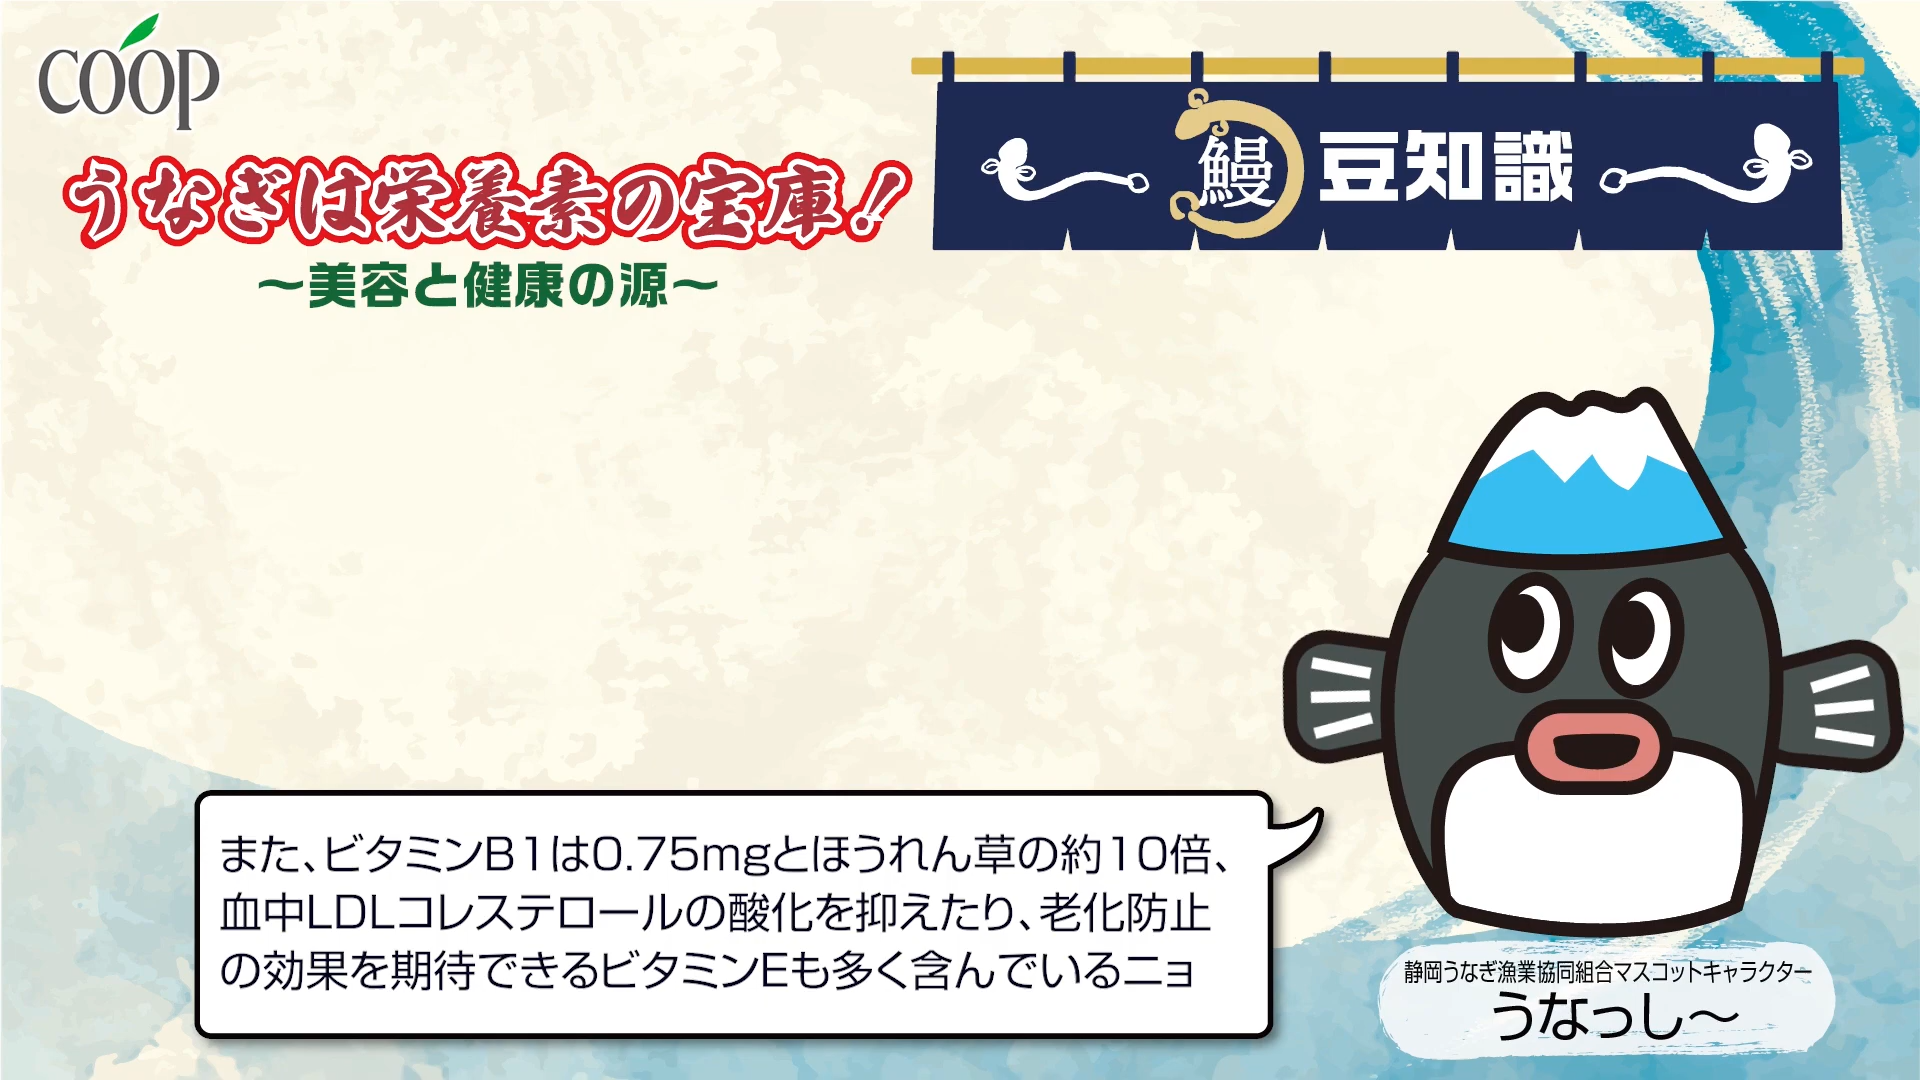 coop
うなぎは栄養素の宝庫！
～美容と健康の源～
鰻 豆知識
また、ビタミンB1は0.75mgとほうれん草の約10倍、
血中LDLコレステロールの酸化を抑えたり、老化防止
の効果を期待できるビタミンEも多く含んでいるニョ
静岡うなぎ漁業協同組合マスコットキャラクター
うなっし～